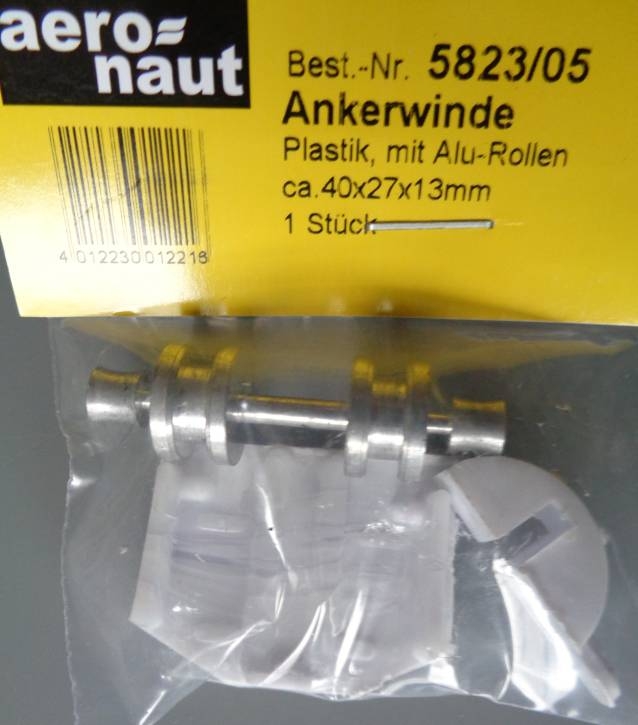 aero=
naut
Best.-Nr. 5823/05
Ankerwinde
Plastik, mit Alu-Rollen
ca.40x27x13mm
1 Stück
4 012230 012216